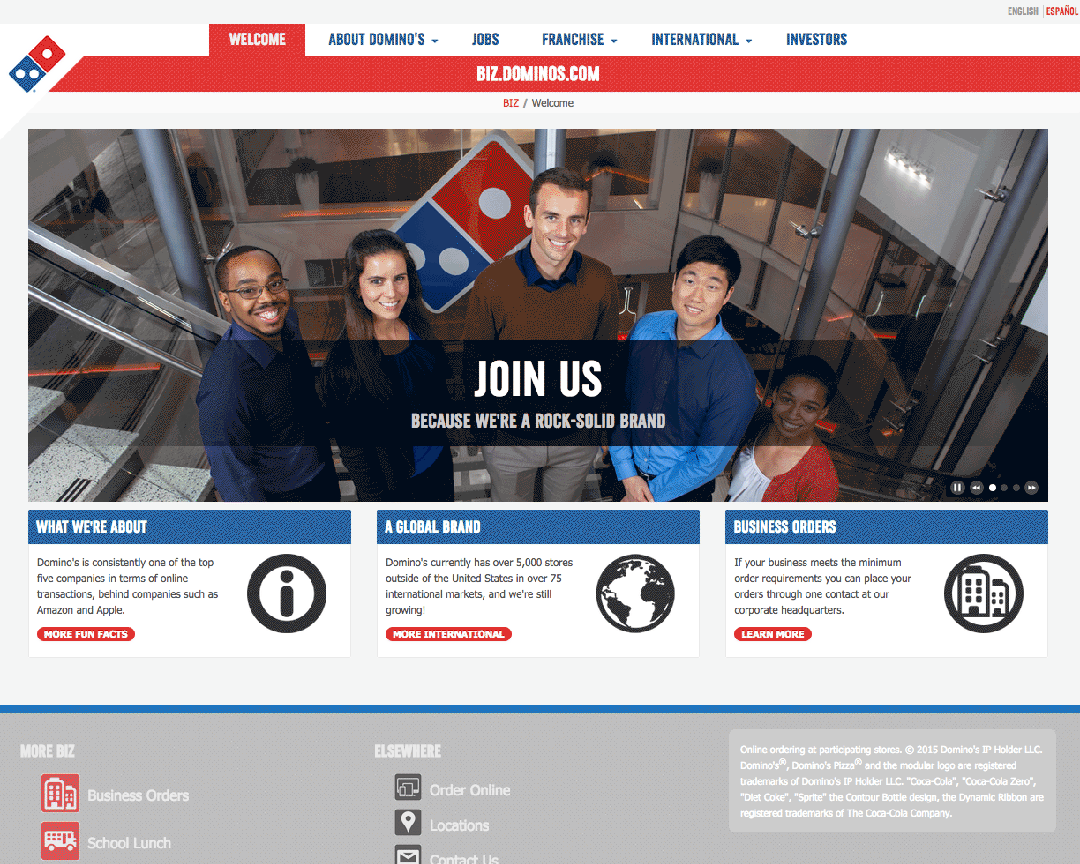 ENGLISH | ESPAÑOL
WELCOME ABOUT DOMINO'S JOBS FRANCHISE INTERNATIONAL INVESTORS
BIZ.DOMINOS.COM
BIZ / Welcome
JOIN US
BECAUSE WE'RE A ROCK-SOLID BRAND
WHAT WE'RE ABOUT
Domino's is consistently one of the top
five companies in terms of online
transactions, behind companies such as
Amazon and Apple.
MORE FUN FACTS
A GLOBAL BRAND
Domino's currently has over 5,000 stores
outside of the United States in over 75
international markets, and we're still
growing!
MORE INTERNATIONAL
BUSINESS ORDERS
If your business meets the minimum
order requirements you can place your
orders through one contact at our
corporate headquarters.
LEARN MORE
MORE BIZ
Business Orders
School Lunch
ELSEWHERE
Order Online
Locations
Contact Us
Online ordering at participating stores. © 2015 Domino's IP Holder LLC.
Domino's®, Domino's Pizza® and the modular logo are registered
trademarks of Domino's IP Holder LLC. "Coca-Cola", "Coca-Cola Zero",
"Diet Coke", "Sprite" the Contour Bottle design, the Dynamic Ribbon are
registered trademarks of The Coca-Cola Company.